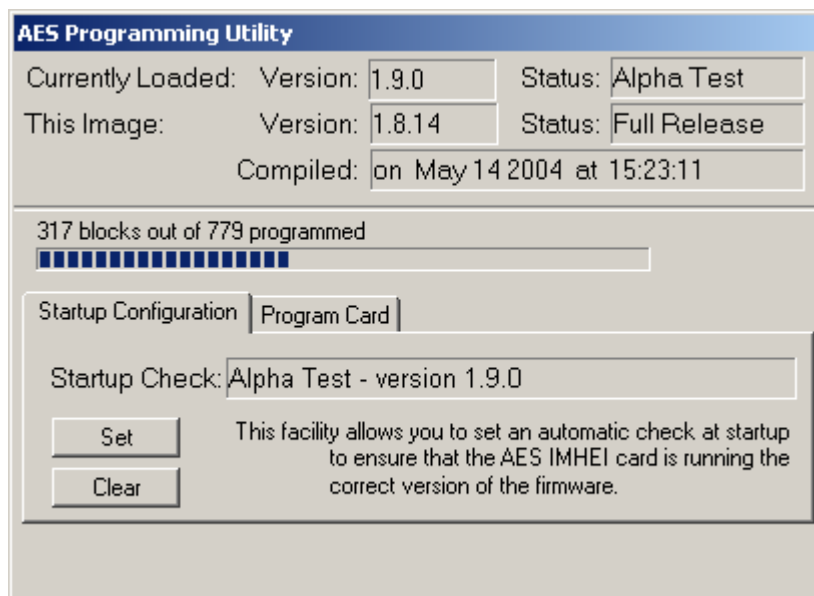 AES Programming Utility
Currently Loaded: Version: 1.9.0 Status: Alpha Test
This Image: Version: 1.8.14 Status: Full Release
Compiled: on May 14 2004 at 15:23:11
317 blocks out of 779 programmed
Startup Configuration Program Card
Startup Check: Alpha Test - version 1.9.0
Set
Clear
This facility allows you to set an automatic check at startup
to ensure that the AES IMHEI card is running the
correct version of the firmware.